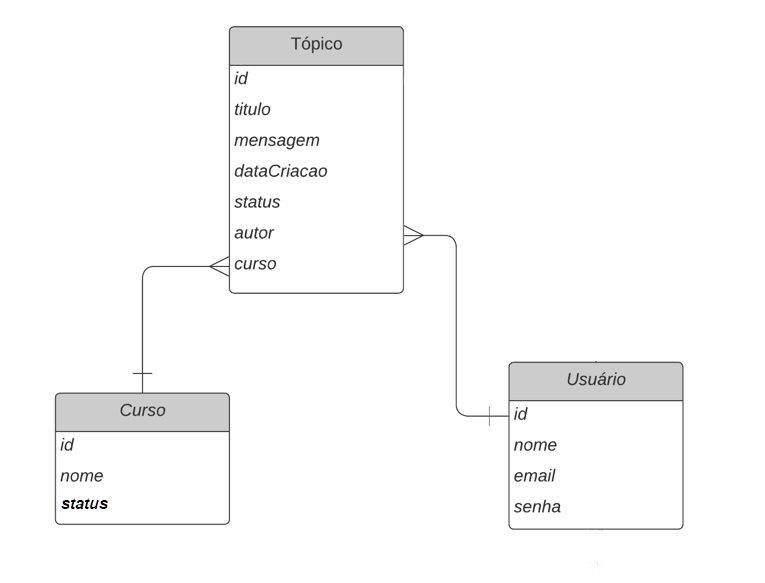 Tópico
id
titulo
mensagem
dataCriacao
status
autor
curso
Curso
id
nome
status
Usuário
id
nome
email
senha